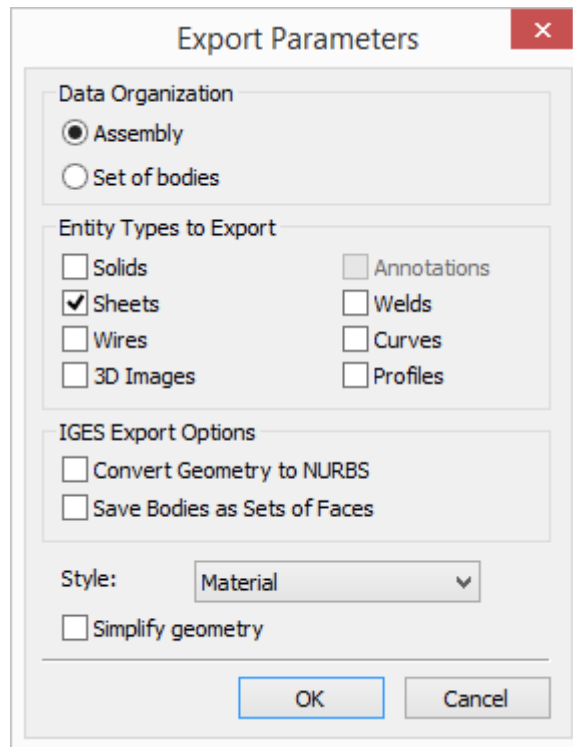 Export Parameters
Data Organization
Assembly
Set of bodies
Entity Types to Export
Solids
Annotations
Sheets
Welds
Wires
Curves
3D Images
Profiles
IGES Export Options
Convert Geometry to NURBS
Save Bodies as Sets of Faces
Style:
Material
Simplify geometry
OK
Cancel